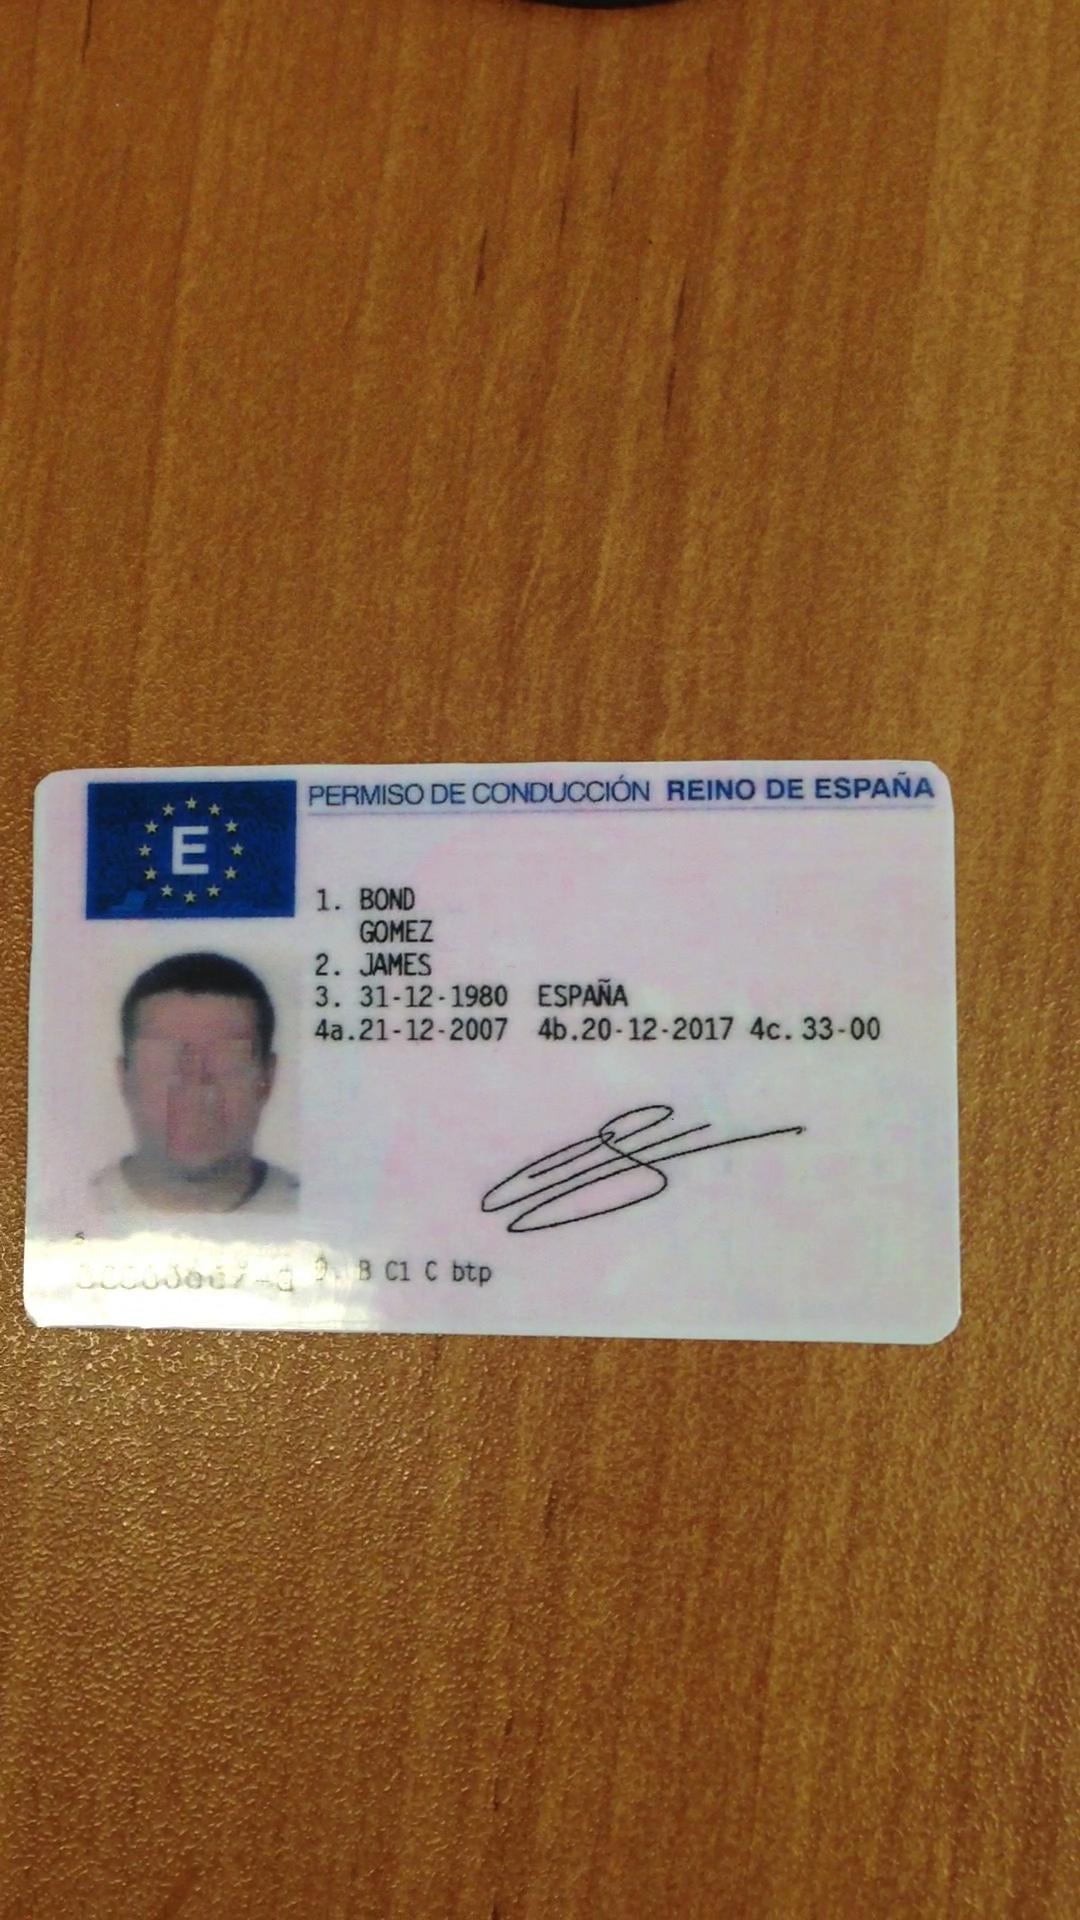 E
PERMISO DE CONDUCCIÓN REINO DE ESPAÑA
1. BOND
GOMEZ
2. JAMES
3. 31-12-1980 ESPAÑA
4a.21-12-2007 4b.20-12-2017 4c. 33-00
9. B C1 C btp